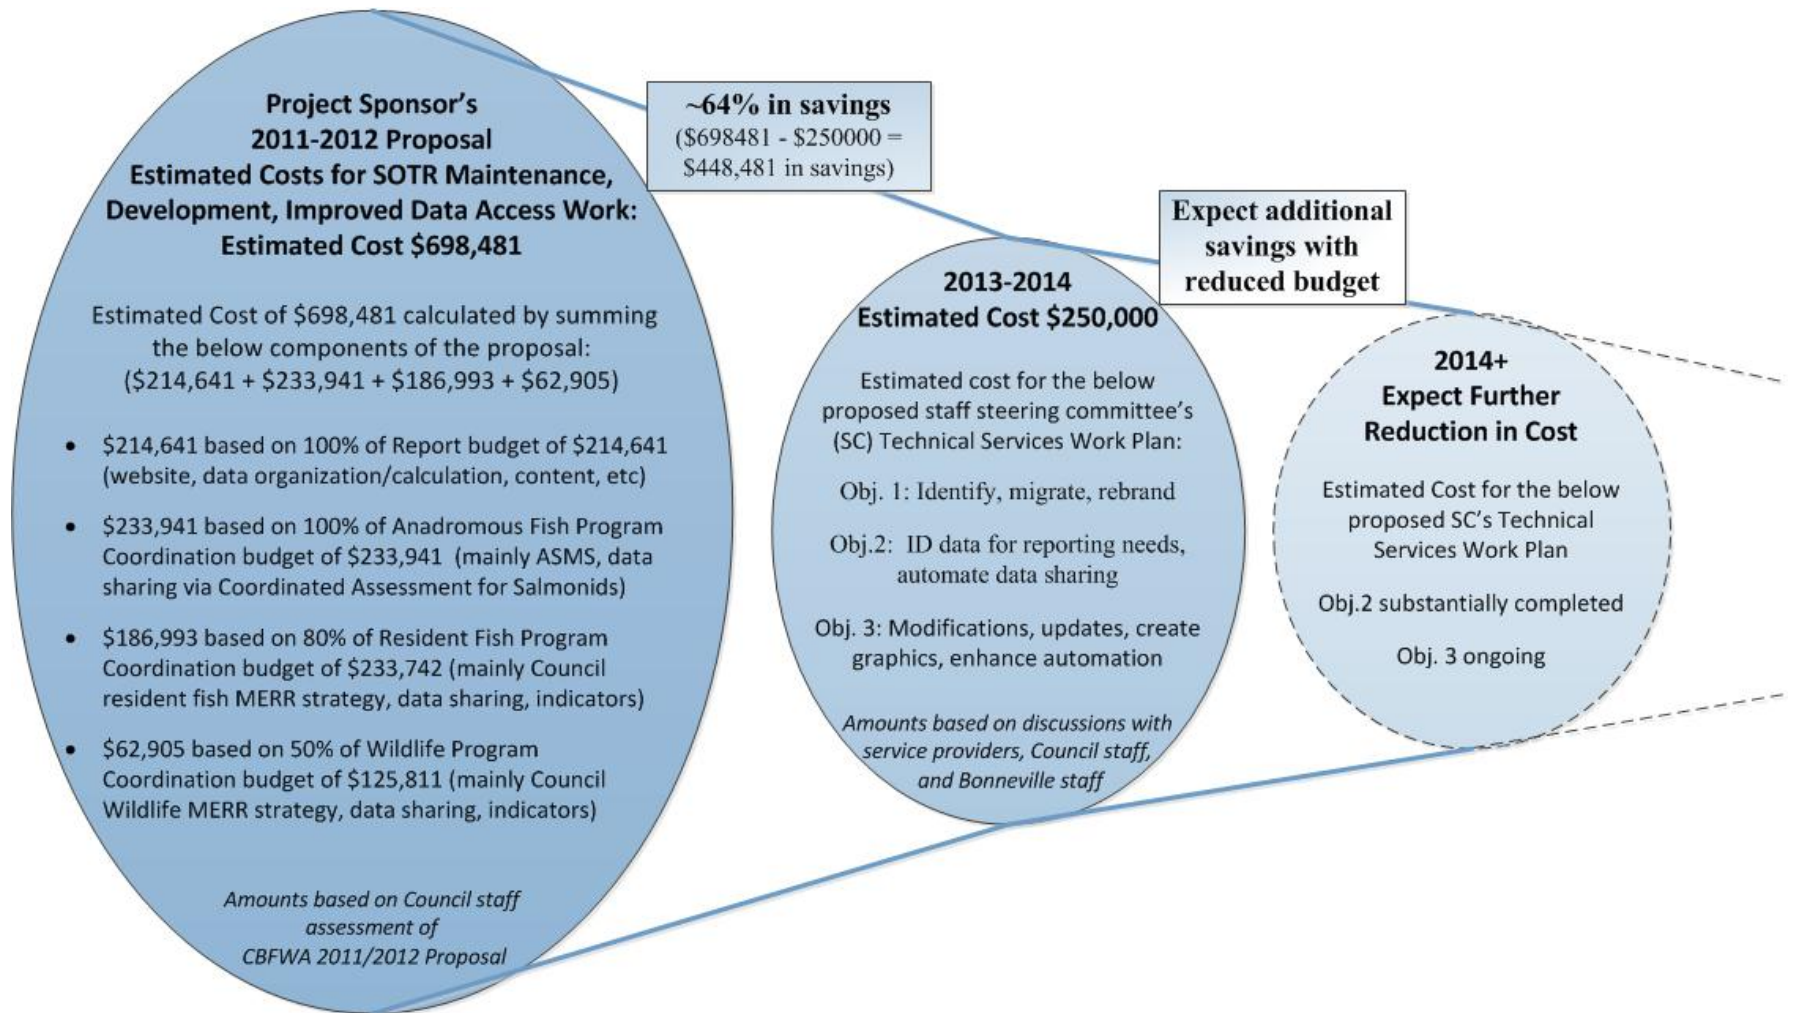 Project Sponsor's
2011-2012 Proposal
Estimated Costs for SOTR Maintenance,
Development, Improved Data Access Work:
Estimated Cost $698,481
Estimated Cost of $698,481 calculated by summing
the below components of the proposal:
($214,641 + $233,941 + $186,993 + $62,905)
• $214,641 based on 100% of Report budget of $214,641
(website, data organization/calculation, content, etc)
• $233,941 based on 100% of Anadromous Fish Program
Coordination budget of $233,941 (mainly ASMS, data
sharing via Coordinated Assessment for Salmonids)
• $186,993 based on 80% of Resident Fish Program
Coordination budget of $233,742 (mainly Council
resident fish MERR strategy, data sharing, indicators)
• $62,905 based on 50% of Wildlife Program
Coordination budget of $125,811 (mainly Council
Wildlife MERR strategy, data sharing, indicators)
Amounts based on Council staff
assessment of
CBFWA 2011/2012 Proposal
~64% in savings
($698481 - $250000 =
$448,481 in savings)
2013-2014
Estimated Cost $250,000
Estimated cost for the below
proposed staff steering committee's
(SC) Technical Services Work Plan:
Obj. 1: Identify, migrate, rebrand
Obj.2: ID data for reporting needs,
automate data sharing
Obj. 3: Modifications, updates, create
graphics, enhance automation
Amounts based on discussions with
service providers, Council staff,
and Bonneville staff
Expect additional
savings with
reduced budget
2014+
Expect Further
Reduction in Cost
Estimated Cost for the below
proposed SC's Technical
Services Work Plan
Obj.2 substantially completed
Obj. 3 ongoing